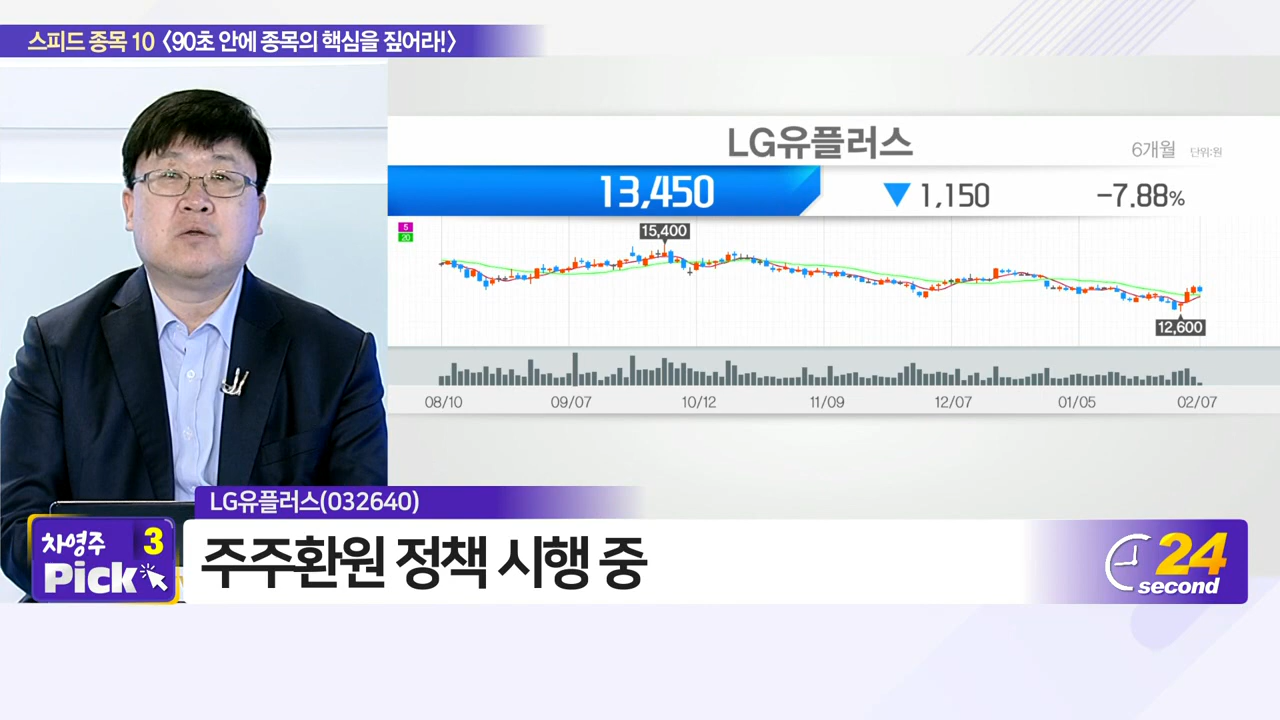 스피드 종목 10 〈90초 안에 종목의 핵심을 짚어라!〉
LG유플러스
6개월 단위:원
13,450 ▼ 1,150 -7.88%
5
20
15,400
12,600
08/10 09/07 10/12 11/09 12/07 01/05 02/07
LG유플러스(032640)
차영주 3
Pick
주주환원 정책 시행 중
24
second